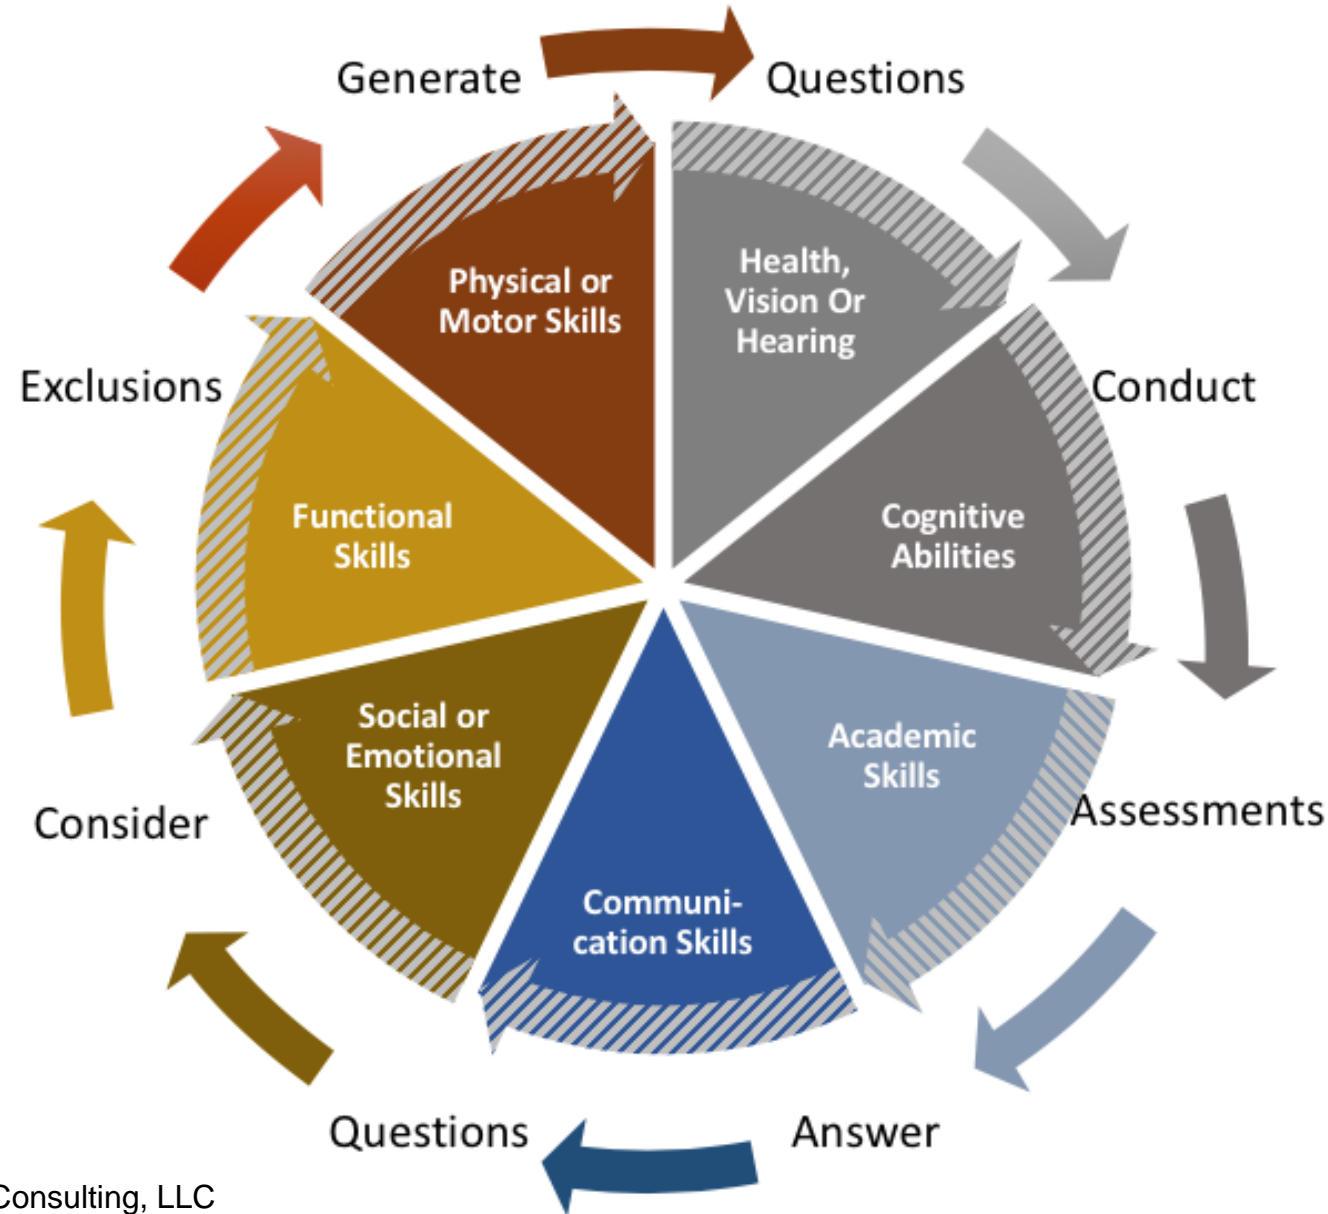 Generate
Questions
Physical or
Motor Skills
Health,
Vision Or
Hearing
Exclusions
Conduct
Functional
Skills
Cognitive
Abilities
Social or
Emotional
Skills
Academic
Skills
Consider
Assessments
Communi-
cation Skills
Questions
Answer
Consulting, LLC